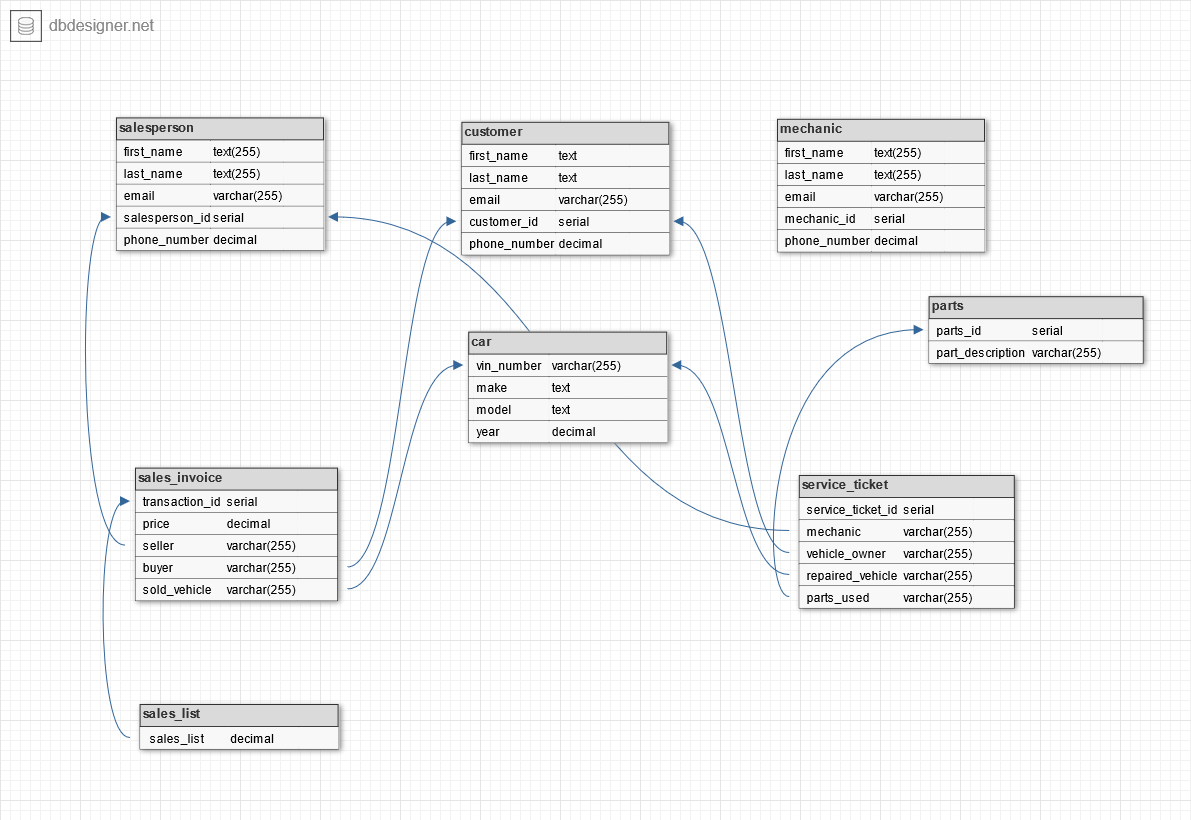 dbdesigner.net
salesperson
first_name text(255)
last_name text(255)
email varchar(255)
salesperson_id serial
phone_number decimal
customer
first_name text
last_name text
email varchar(255)
customer_id serial
phone_number decimal
mechanic
first_name text(255)
last_name text(255)
email varchar(255)
mechanic_id serial
phone_number decimal
parts
parts_id serial
part_description varchar(255)
car
vin_number varchar(255)
make text
model text
year decimal
sales_invoice
transaction_id serial
price decimal
seller varchar(255)
buyer varchar(255)
sold_vehicle varchar(255)
service_ticket
service_ticket_id serial
mechanic varchar(255)
vehicle_owner varchar(255)
repaired_vehicle varchar(255)
parts_used varchar(255)
sales_list
sales_list decimal